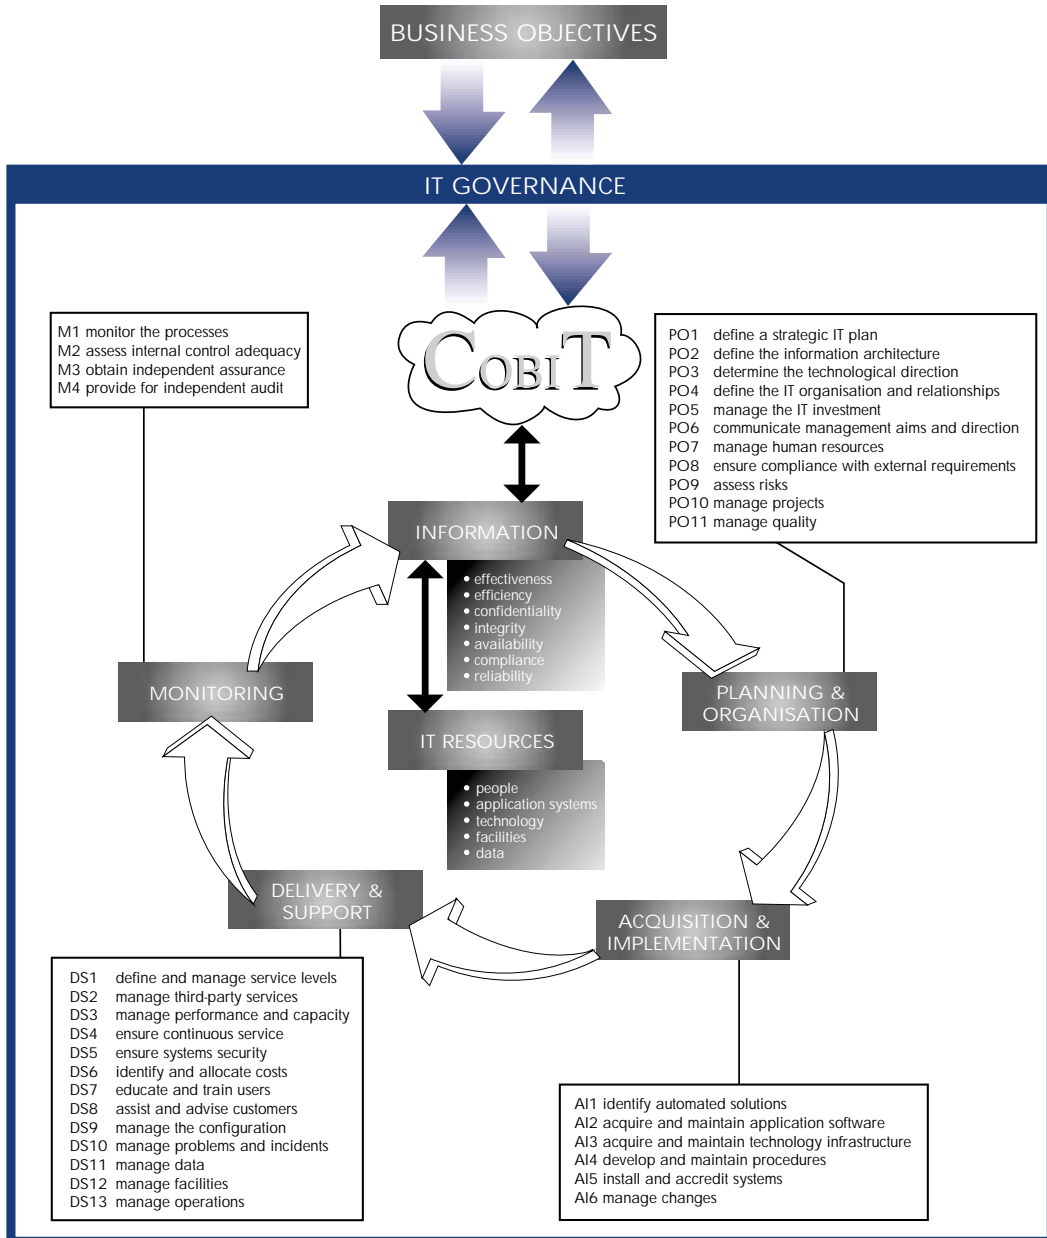 BUSINESS OBJECTIVES
IT GOVERNANCE
COBIT
M1 monitor the processes
M2 assess internal control adequacy
M3 obtain independent assurance
M4 provide for independent audit
PO1 define a strategic IT plan
PO2 define the information architecture
PO3 determine the technological direction
PO4 define the IT organisation and relationships
PO5 manage the IT investment
PO6 communicate management aims and direction
PO7 manage human resources
PO8 ensure compliance with external requirements
PO9 assess risks
PO10 manage projects
PO11 manage quality
INFORMATION
• effectiveness
• efficiency
• confidentiality
• integrity
• availability
• compliance
• reliability
MONITORING
PLANNING &
ORGANISATION
IT RESOURCES
• people
• application systems
• technology
• facilities
• data
DELIVERY &
SUPPORT
ACQUISITION &
IMPLEMENTATION
DS1 define and manage service levels
DS2 manage third-party services
DS3 manage performance and capacity
DS4 ensure continuous service
DS5 ensure systems security
DS6 identify and allocate costs
DS7 educate and train users
DS8 assist and advise customers
DS9 manage the configuration
DS10 manage problems and incidents
DS11 manage data
DS12 manage facilities
DS13 manage operations
AI1 identify automated solutions
AI2 acquire and maintain application software
AI3 acquire and maintain technology infrastructure
AI4 develop and maintain procedures
AI5 install and accredit systems
AI6 manage changes